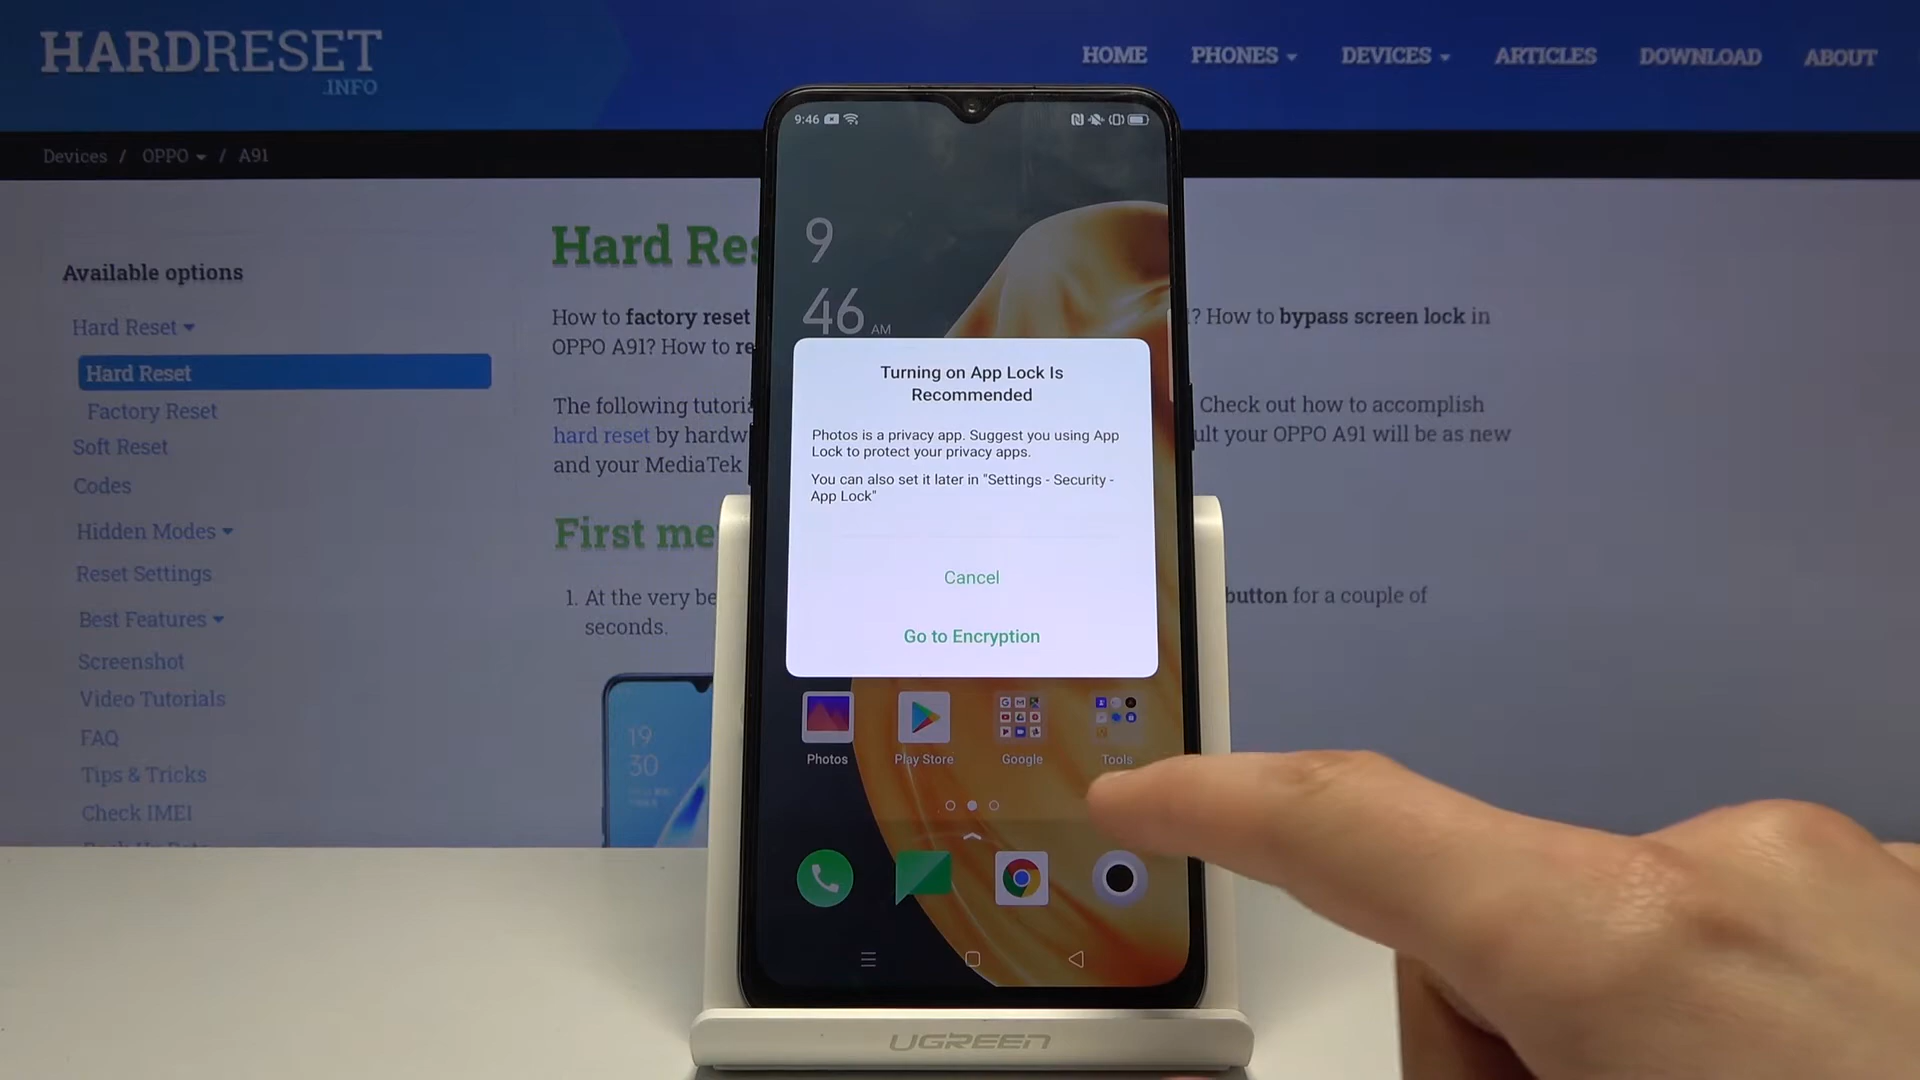 HARDRESET
.INFO
HOME PHONES DEVICES ARTICLES DOWNLOAD ABOUT
Devices / OPPO / A91
Available options
Hard Reset
Hard Reset
Factory Reset
Soft Reset
Codes
Hidden Modes
Reset Settings
Best Features
Screenshot
Video Tutorials
FAQ
Tips & Tricks
Check IMEI
Hard Res
How to factory reset ? How to bypass screen lock in
OPPO A91? How to re
The following tutoria Check out how to accomplish
hard reset by hardw ult your OPPO A91 will be as new
and your MediaTek
First me
1. At the very be button for a couple of
seconds.
19
30
9:46
9
46 AM
Turning on App Lock Is
Recommended
Photos is a privacy app. Suggest you using App
Lock to protect your privacy apps.
You can also set it later in "Settings - Security -
App Lock"
Cancel
Go to Encryption
Photos Play Store Google Tools
UGREEN